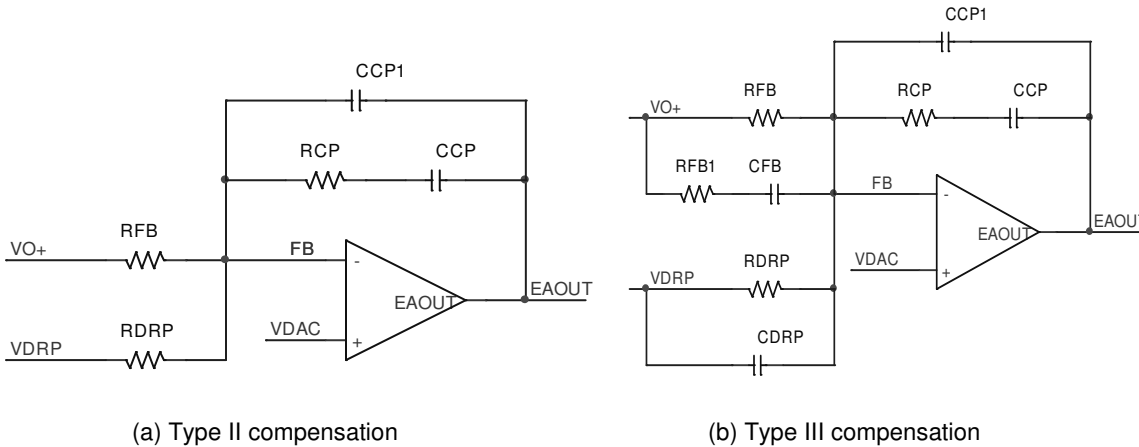 CCP1
RCP
CCP
RFB
VO+
FB
-
EAOUT
EAOUT
VDAC
+
RDRP
VDRP
(a) Type II compensation
CCP1
RFB
RCP
CCP
VO+
RFB1
CFB
FB
-
EAOUT
EAOUT
VDAC
+
RDRP
VDRP
CDRP
(b) Type III compensation